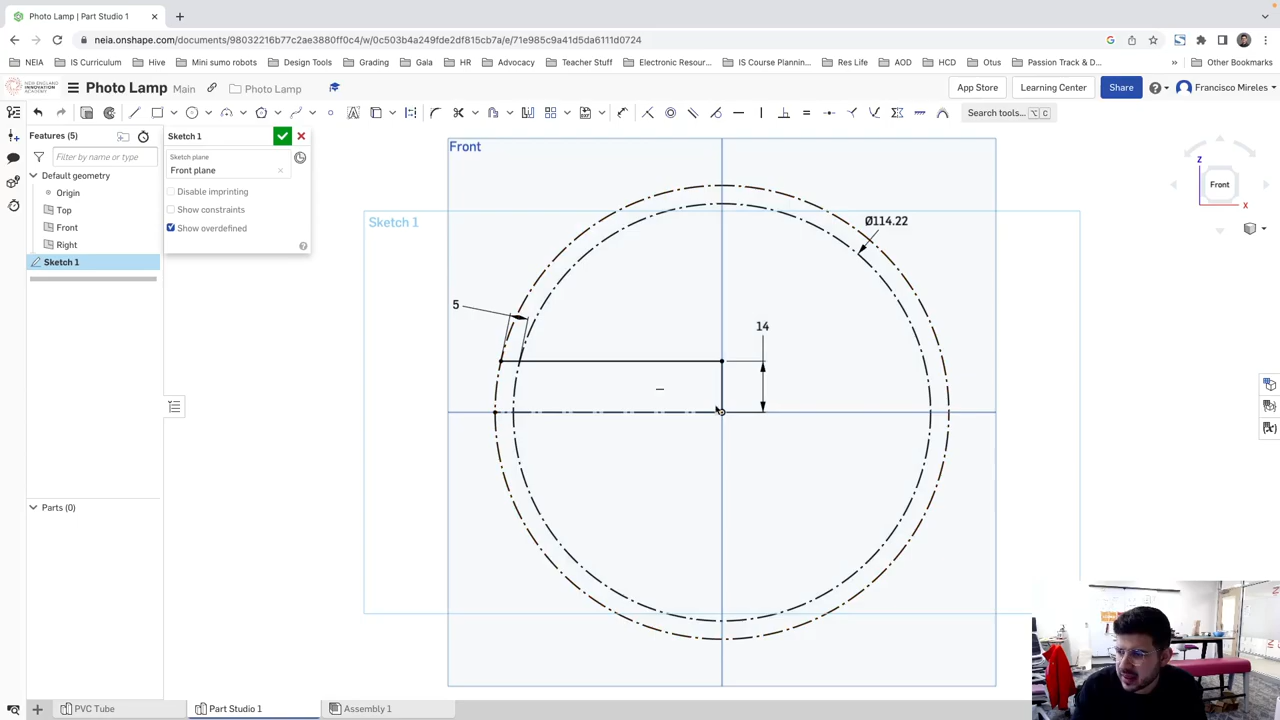 Photo Lamp | Part Studio 1
neia.onshape.com/documents/98032216b77c2ae3880ff0c4/w/0c503b4a249fde2df815cb7a/e/71e985c9a41d5da6111d0724
NEIA IS Curriculum Hive Mini sumo robots Design Tools Grading Gaia HR Advocacy Teacher Stuff Electronic Resour... IS Course Plannin... Res Life AOD HCD Otus Passion Track & D... » Other Bookmarks
Photo Lamp Main Photo Lamp App Store Learning Center Share Francisco Mireles
Search tools... ⌥ C
Features (5)
Filter by name or type
Default geometry
Origin
Top
Front
Right
Sketch 1
Parts (0)
Sketch 1
Sketch plane
Front plane
Disable imprinting
Show constraints
Show overdefined
Front
Sketch 1
Ø114.22
5
14
Z
Front
X
PVC Tube Part Studio 1 Assembly 1